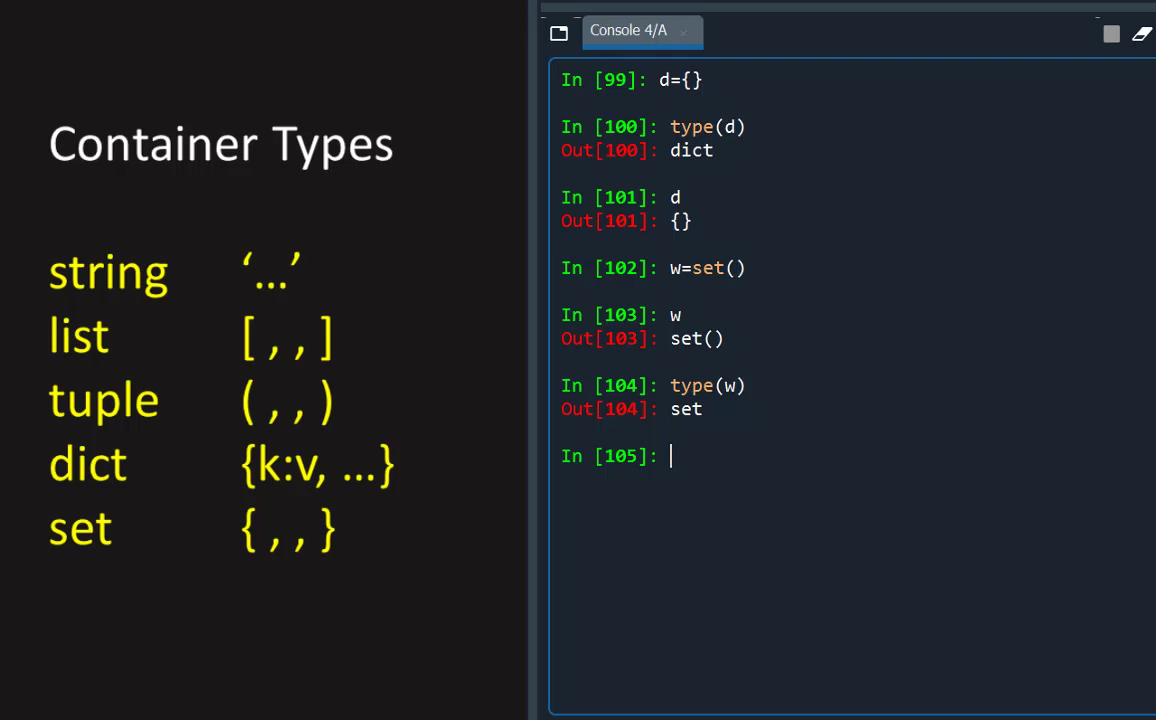 Container Types
string ‘…’
list [ , , ]
tuple ( , , )
dict {k:v, …}
set { , , }
Console 4/A
In [99]: d={}
In [100]: type(d)
Out[100]: dict
In [101]: d
Out[101]: {}
In [102]: w=set()
In [103]: w
Out[103]: set()
In [104]: type(w)
Out[104]: set
In [105]: